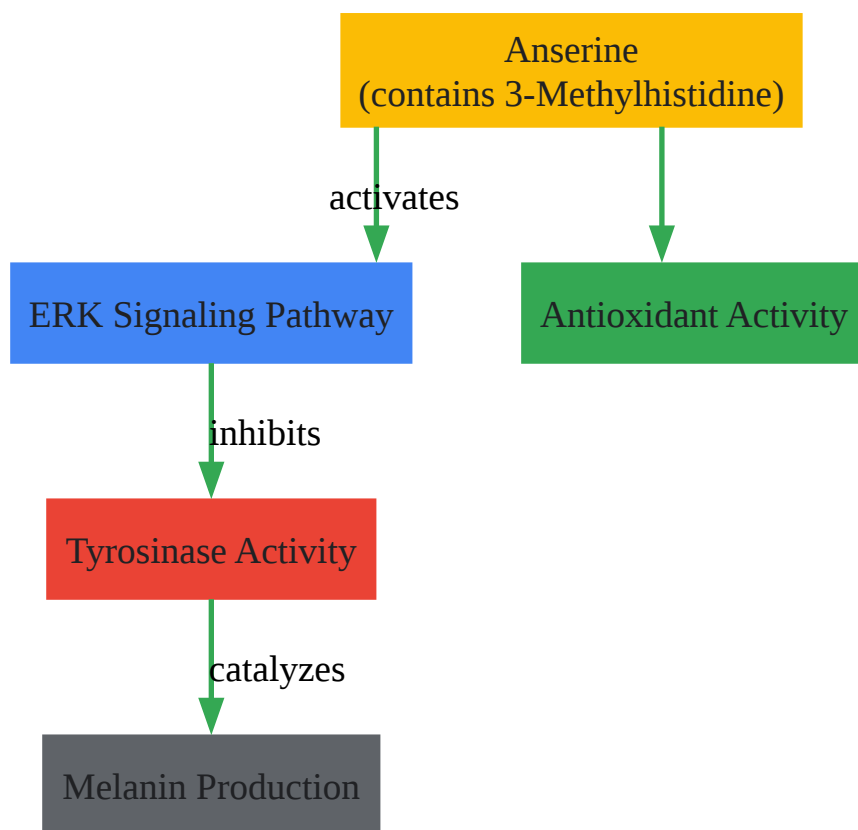 Anserine
(contains 3-Methylhistidine)
activates
ERK Signaling Pathway
Antioxidant Activity
inhibits
Tyrosinase Activity
catalyzes
Melanin Production